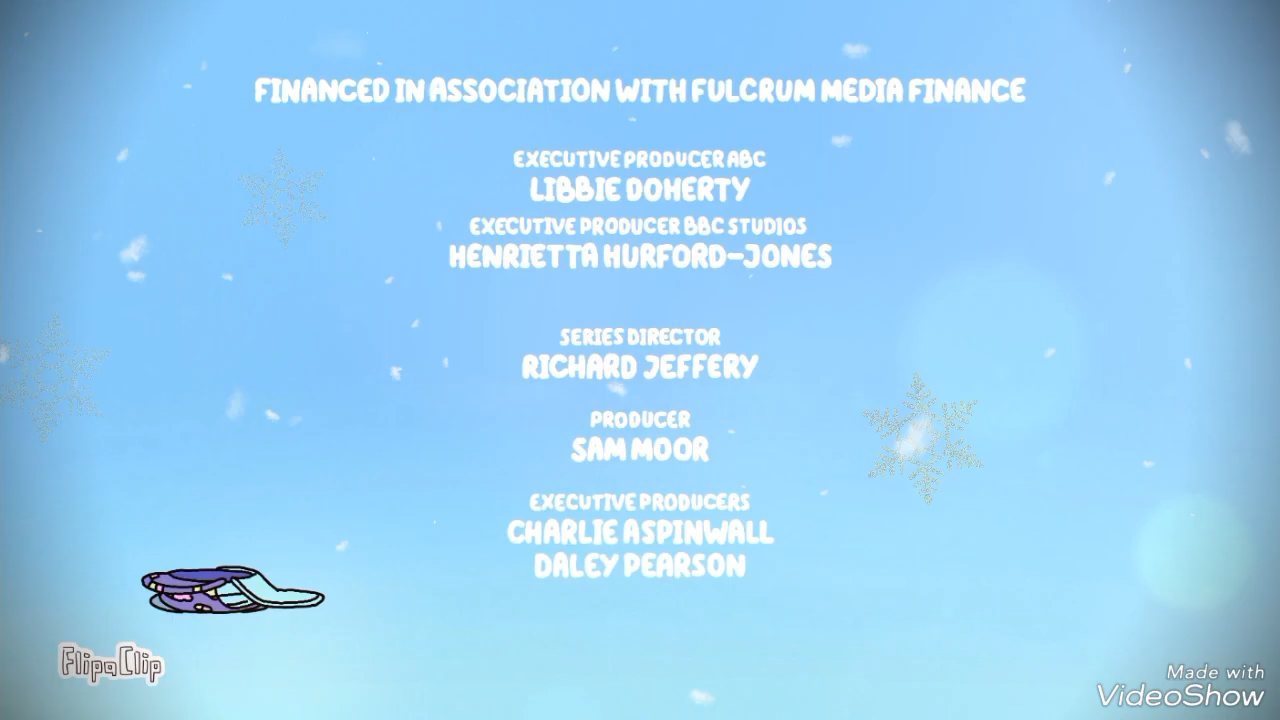 FINANCED IN ASSOCIATION WITH FULCRUM MEDIA FINANCE
EXECUTIVE PRODUCER ABC
LIBBIE DOHERTY
EXECUTIVE PRODUCER BBC STUDIOS
HENRIETTA HURFORD-JONES
SERIES DIRECTOR
RICHARD JEFFERY
PRODUCER
SAM MOOR
EXECUTIVE PRODUCERS
CHARLIE ASPINWALL
DALEY PEARSON
FlipaClip
Made with
VideoShow